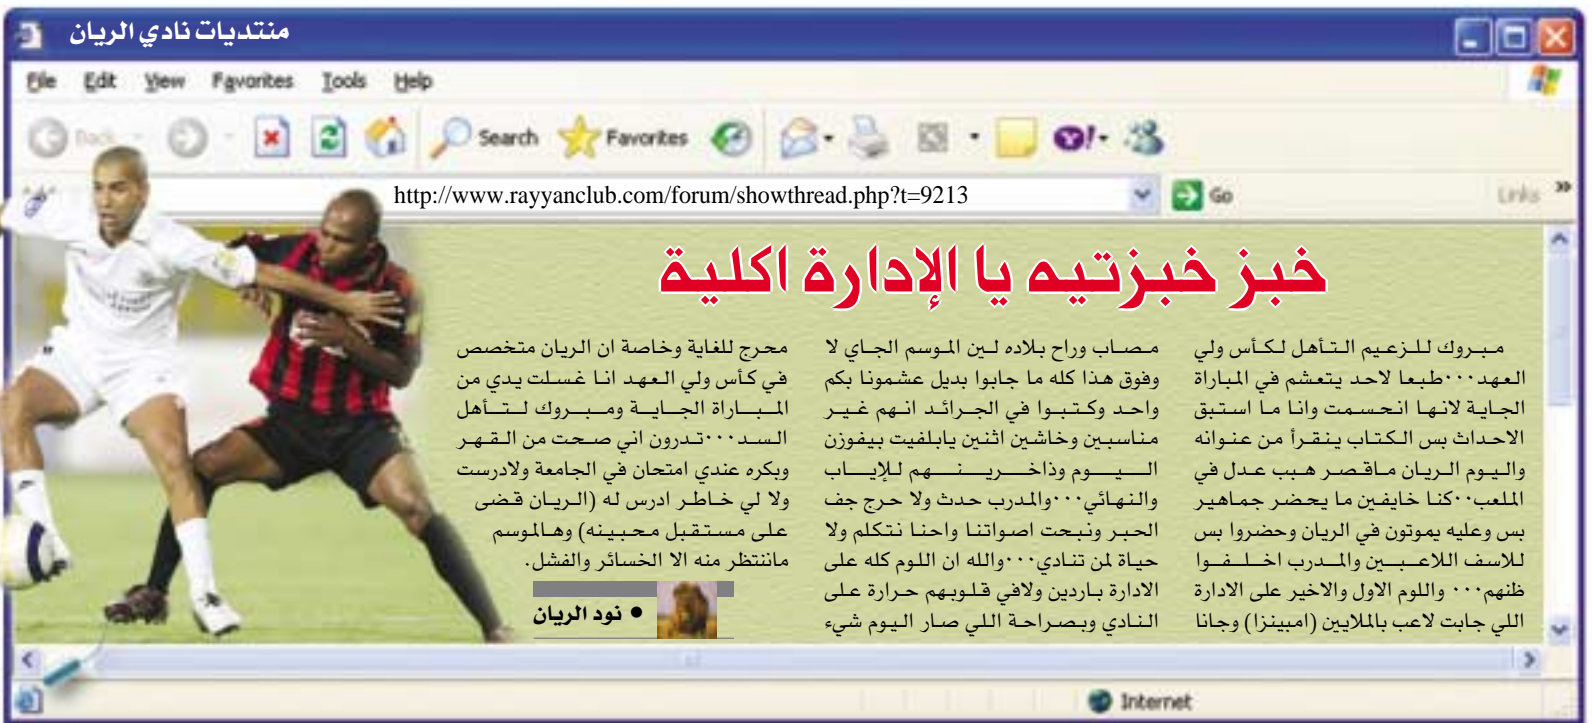 منتديات نادي الريان
File Edit View Favorites Tools Help
Back Search Favorites
http://www.rayyanclub.com/forum/showthread.php?t=9213 Go Links
خبز خبزتيه يا الإدارة اكلية
مبروك للزعيم التأهل لكأس ولي
العهد...طبعا لاحد يتعشم في المباراة
الجاية لانها انحسمت وانا ما استبق
الاحداث بس الكتاب ينقرأ من عنوانه
واليوم الريان ماقصر هبب عدل في
الملعب..كنا خايفين ما يحضر جماهير
بس وعليه يموتون في الريان وحضروا بس
للاسف اللاعبين والمدرب اخلفوا
ظنهم... واللوم الاول والاخير على الادارة
اللي جابت لاعب بالملايين (امبينزا) وجانا
مصاب وراح بلاده لين الموسم الجاي لا
وفوق هذا كله ما جابوا بديل عشمونا بكم
واحد وكتبوا في الجرائد انهم غير
مناسبين وخاشين اثنين يابلفيت بيفوزن
اليوم وذاخرينهم للإياب
والنهائي...والمدرب حدث ولا حرج جف
الحبر ونبحت اصواتنا واحنا نتكلم ولا
حياة لمن تنادي...والله ان اللوم كله على
الادارة باردين ولافي قلوبهم حرارة على
النادي وبصراحة اللي صار اليوم شيء
محرج للغاية وخاصة ان الريان متخصص
في كأس ولي العهد انا غسلت يدي من
المباراة الجاية ومبروك لتأهل
السد...تدرون اني صحت من القهر
وبكره عندي امتحان في الجامعة ولادرست
ولا لي خاطر ادرس له (الريان قضى
على مستقبل محبينه) وهالموسم
ماننتظر منه الا الخسائر والفشل.
• نود الريان
Internet